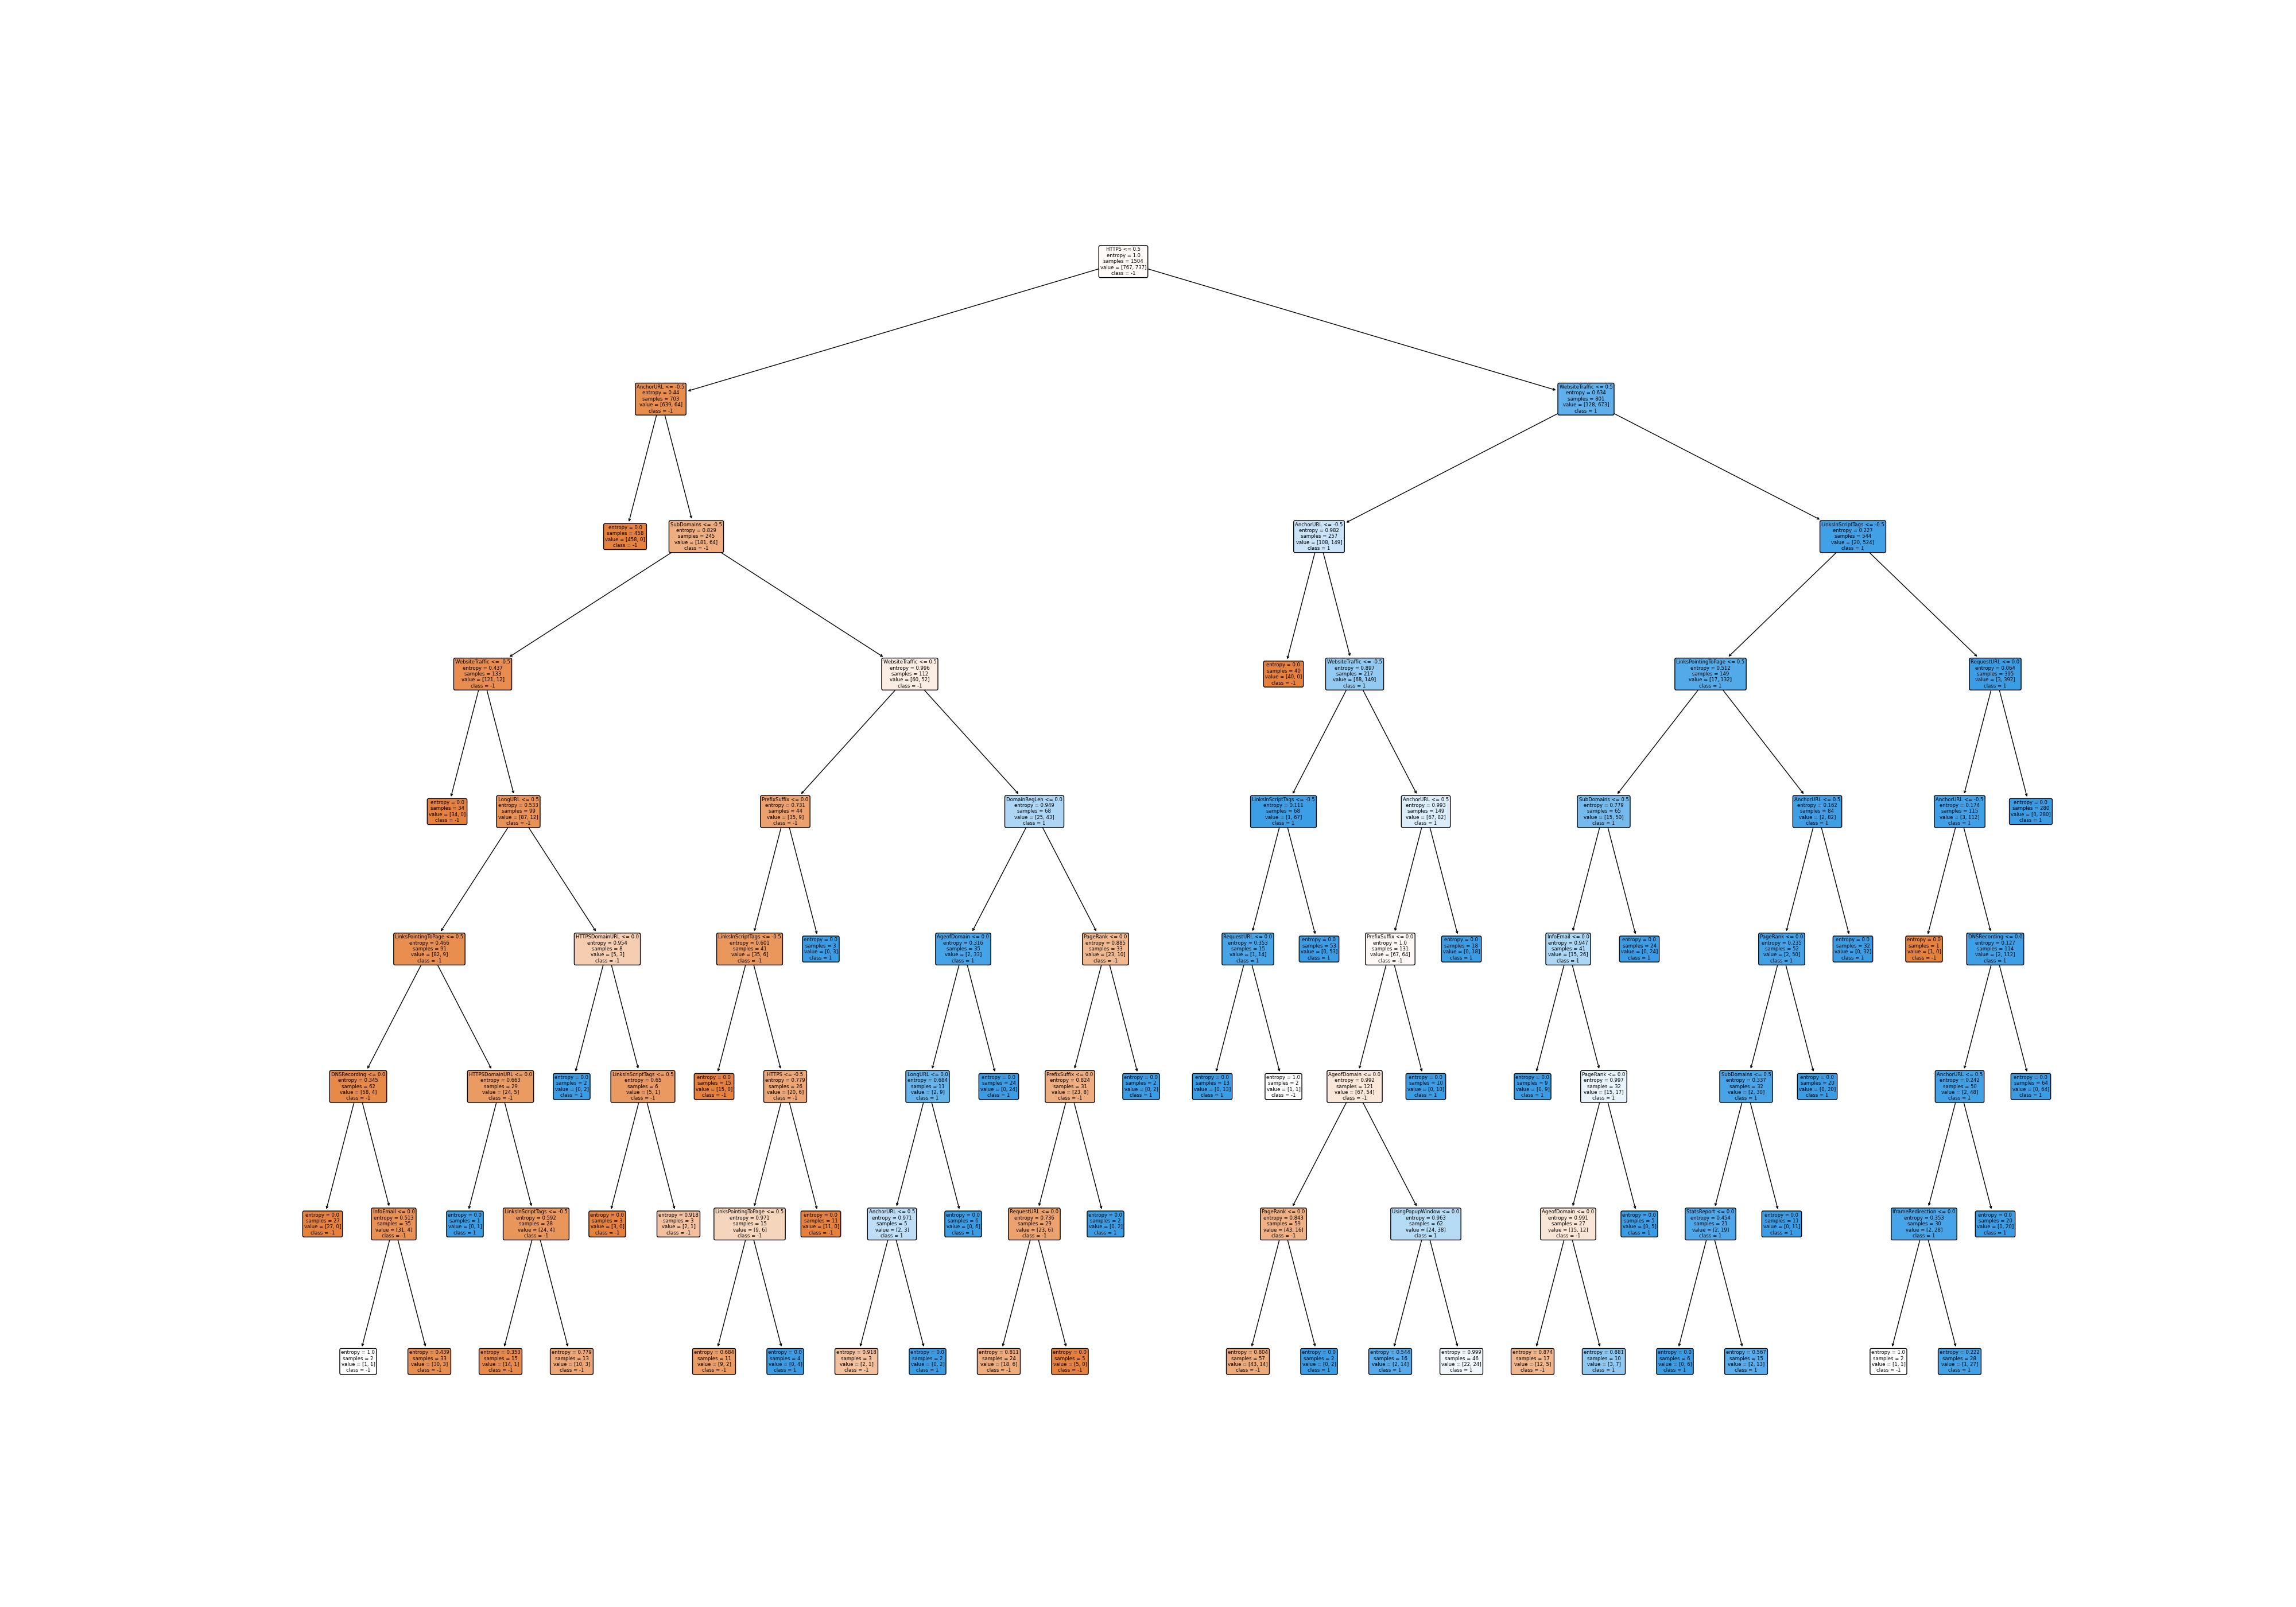 HTTPS <= 0.5
entropy = 1.0
samples = 1504
value = [767, 737]
class = -1
AnchorURL <= -0.5
entropy = 0.44
samples = 703
value = [639, 64]
class = -1
WebsiteTraffic <= 0.5
entropy = 0.634
samples = 801
value = [128, 673]
class = 1
entropy = 0.0
samples = 458
value = [458, 0]
class = -1
SubDomains <= -0.5
entropy = 0.829
samples = 245
value = [181, 64]
class = -1
AnchorURL <= -0.5
entropy = 0.982
samples = 257
value = [108, 149]
class = 1
LinksInScriptTags <= -0.5
entropy = 0.227
samples = 544
value = [20, 524]
class = 1
WebsiteTraffic <= -0.5
entropy = 0.437
samples = 133
value = [121, 12]
class = -1
WebsiteTraffic <= 0.5
entropy = 0.996
samples = 112
value = [60, 52]
class = -1
entropy = 0.0
samples = 40
value = [40, 0]
class = -1
WebsiteTraffic <= -0.5
entropy = 0.897
samples = 217
value = [68, 149]
class = 1
LinksPointingToPage <= 0.5
entropy = 0.512
samples = 149
value = [17, 132]
class = 1
RequestURL <= 0.0
entropy = 0.064
samples = 395
value = [3, 392]
class = 1
entropy = 0.0
samples = 34
value = [34, 0]
class = -1
LongURL <= 0.5
entropy = 0.533
samples = 99
value = [87, 12]
class = -1
PrefixSuffix <= 0.0
entropy = 0.731
samples = 44
value = [35, 9]
class = -1
DomainRegLen <= 0.0
entropy = 0.949
samples = 68
value = [25, 43]
class = 1
LinksInScriptTags <= -0.5
entropy = 0.111
samples = 68
value = [1, 67]
class = 1
AnchorURL <= 0.5
entropy = 0.993
samples = 149
value = [67, 82]
class = 1
SubDomains <= 0.5
entropy = 0.779
samples = 65
value = [15, 50]
class = 1
AnchorURL <= 0.5
entropy = 0.162
samples = 84
value = [2, 82]
class = 1
AnchorURL <= -0.5
entropy = 0.174
samples = 115
value = [3, 112]
class = 1
entropy = 0.0
samples = 280
value = [0, 280]
class = 1
LinksPointingToPage <= 0.5
entropy = 0.466
samples = 91
value = [82, 9]
class = -1
HTTPSDomainURL <= 0.0
entropy = 0.954
samples = 8
value = [5, 3]
class = -1
LinksInScriptTags <= -0.5
entropy = 0.601
samples = 41
value = [35, 6]
class = -1
entropy = 0.0
samples = 3
value = [0, 3]
class = 1
AgeofDomain <= 0.0
entropy = 0.316
samples = 35
value = [2, 33]
class = 1
PageRank <= 0.0
entropy = 0.885
samples = 33
value = [23, 10]
class = -1
RequestURL <= 0.0
entropy = 0.353
samples = 15
value = [1, 14]
class = 1
entropy = 0.0
samples = 53
value = [0, 53]
class = 1
PrefixSuffix <= 0.0
entropy = 1.0
samples = 131
value = [67, 64]
class = -1
entropy = 0.0
samples = 18
value = [0, 18]
class = 1
InfoEmail <= 0.0
entropy = 0.947
samples = 41
value = [15, 26]
class = 1
entropy = 0.0
samples = 24
value = [0, 24]
class = 1
PageRank <= 0.0
entropy = 0.235
samples = 52
value = [2, 50]
class = 1
entropy = 0.0
samples = 32
value = [0, 32]
class = 1
entropy = 0.0
samples = 1
value = [1, 0]
class = -1
DNSRecording <= 0.0
entropy = 0.127
samples = 114
value = [2, 112]
class = 1
DNSRecording <= 0.0
entropy = 0.345
samples = 62
value = [58, 4]
class = -1
HTTPSDomainURL <= 0.0
entropy = 0.663
samples = 29
value = [24, 5]
class = -1
entropy = 0.0
samples = 2
value = [0, 2]
class = 1
LinksInScriptTags <= 0.5
entropy = 0.65
samples = 6
value = [5, 1]
class = -1
entropy = 0.0
samples = 15
value = [15, 0]
class = -1
HTTPS <= -0.5
entropy = 0.779
samples = 26
value = [20, 6]
class = -1
LongURL <= 0.0
entropy = 0.684
samples = 11
value = [2, 9]
class = 1
entropy = 0.0
samples = 24
value = [0, 24]
class = 1
PrefixSuffix <= 0.0
entropy = 0.824
samples = 31
value = [23, 8]
class = -1
entropy = 0.0
samples = 2
value = [0, 2]
class = 1
entropy = 0.0
samples = 13
value = [0, 13]
class = 1
entropy = 1.0
samples = 2
value = [1, 1]
class = -1
AgeofDomain <= 0.0
entropy = 0.992
samples = 121
value = [67, 54]
class = -1
entropy = 0.0
samples = 10
value = [0, 10]
class = 1
entropy = 0.0
samples = 9
value = [0, 9]
class = 1
PageRank <= 0.0
entropy = 0.997
samples = 32
value = [15, 17]
class = 1
SubDomains <= 0.5
entropy = 0.337
samples = 32
value = [2, 30]
class = 1
entropy = 0.0
samples = 20
value = [0, 20]
class = 1
AnchorURL <= 0.5
entropy = 0.242
samples = 50
value = [2, 48]
class = 1
entropy = 0.0
samples = 64
value = [0, 64]
class = 1
entropy = 0.0
samples = 27
value = [27, 0]
class = -1
InfoEmail <= 0.0
entropy = 0.513
samples = 35
value = [31, 4]
class = -1
entropy = 0.0
samples = 1
value = [0, 1]
class = 1
LinksInScriptTags <= -0.5
entropy = 0.592
samples = 28
value = [24, 4]
class = -1
entropy = 0.0
samples = 3
value = [3, 0]
class = -1
entropy = 0.918
samples = 3
value = [2, 1]
class = -1
LinksPointingToPage <= 0.5
entropy = 0.971
samples = 15
value = [9, 6]
class = -1
entropy = 0.0
samples = 11
value = [11, 0]
class = -1
AnchorURL <= 0.5
entropy = 0.971
samples = 5
value = [2, 3]
class = 1
entropy = 0.0
samples = 6
value = [0, 6]
class = 1
RequestURL <= 0.0
entropy = 0.736
samples = 29
value = [23, 6]
class = -1
entropy = 0.0
samples = 2
value = [0, 2]
class = 1
PageRank <= 0.0
entropy = 0.843
samples = 59
value = [43, 16]
class = -1
UsingPopupWindow <= 0.0
entropy = 0.963
samples = 62
value = [24, 38]
class = 1
AgeofDomain <= 0.0
entropy = 0.991
samples = 27
value = [15, 12]
class = -1
entropy = 0.0
samples = 5
value = [0, 5]
class = 1
StatsReport <= 0.0
entropy = 0.454
samples = 21
value = [2, 19]
class = 1
entropy = 0.0
samples = 11
value = [0, 11]
class = 1
IframeRedirection <= 0.0
entropy = 0.353
samples = 30
value = [2, 28]
class = 1
entropy = 0.0
samples = 20
value = [0, 20]
class = 1
entropy = 1.0
samples = 2
value = [1, 1]
class = -1
entropy = 0.439
samples = 33
value = [30, 3]
class = -1
entropy = 0.353
samples = 15
value = [14, 1]
class = -1
entropy = 0.779
samples = 13
value = [10, 3]
class = -1
entropy = 0.684
samples = 11
value = [9, 2]
class = -1
entropy = 0.0
samples = 4
value = [0, 4]
class = 1
entropy = 0.918
samples = 3
value = [2, 1]
class = -1
entropy = 0.0
samples = 2
value = [0, 2]
class = 1
entropy = 0.811
samples = 24
value = [18, 6]
class = -1
entropy = 0.0
samples = 5
value = [5, 0]
class = -1
entropy = 0.804
samples = 57
value = [43, 14]
class = -1
entropy = 0.0
samples = 2
value = [0, 2]
class = 1
entropy = 0.544
samples = 16
value = [2, 14]
class = 1
entropy = 0.999
samples = 46
value = [22, 24]
class = 1
entropy = 0.874
samples = 17
value = [12, 5]
class = -1
entropy = 0.881
samples = 10
value = [3, 7]
class = 1
entropy = 0.0
samples = 6
value = [0, 6]
class = 1
entropy = 0.567
samples = 15
value = [2, 13]
class = 1
entropy = 1.0
samples = 2
value = [1, 1]
class = -1
entropy = 0.222
samples = 28
value = [1, 27]
class = 1